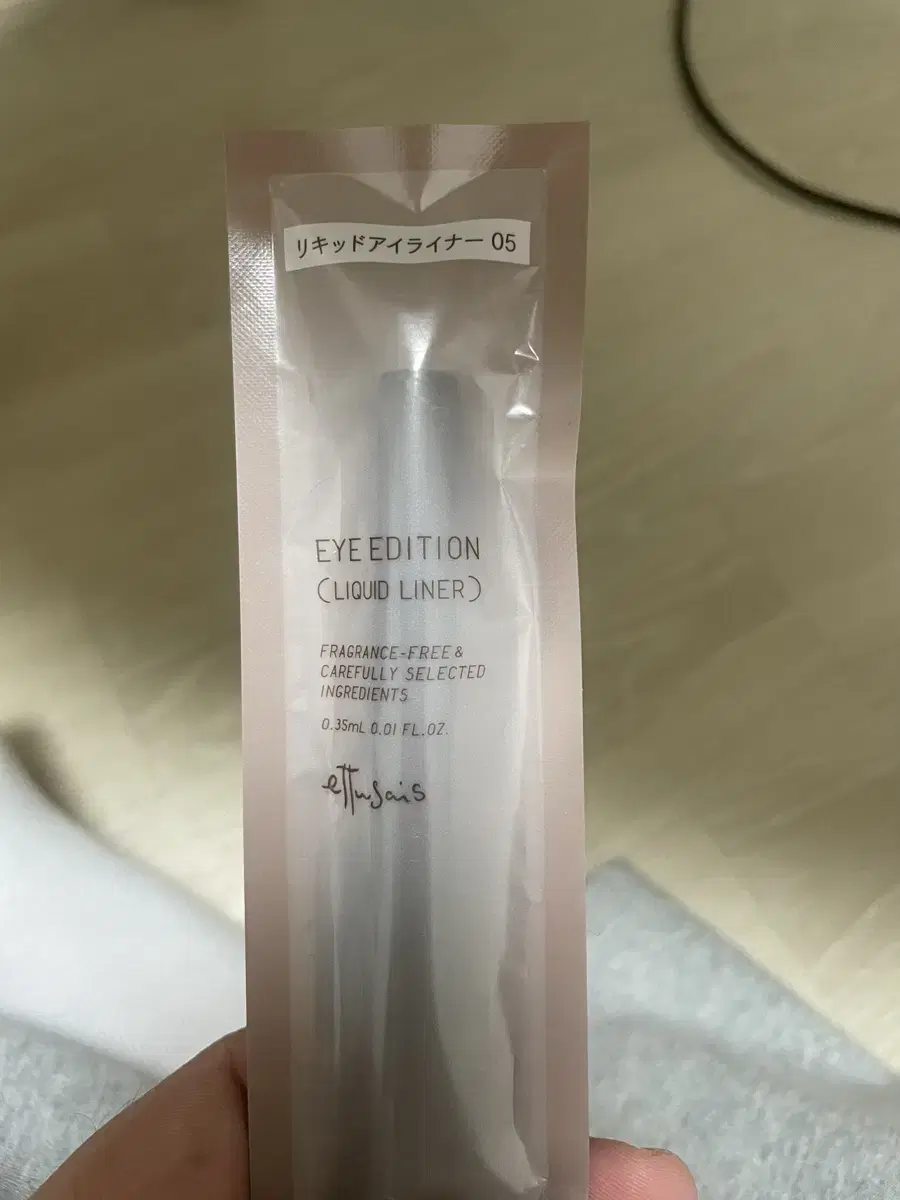 リキッドアイライナー 05
EYE EDITION
(LIQUID LINER)
FRAGRANCE-FREE &
CAREFULLY SELECTED
INGREDIENTS
0.35mL 0.01 FL.OZ.
ettusais